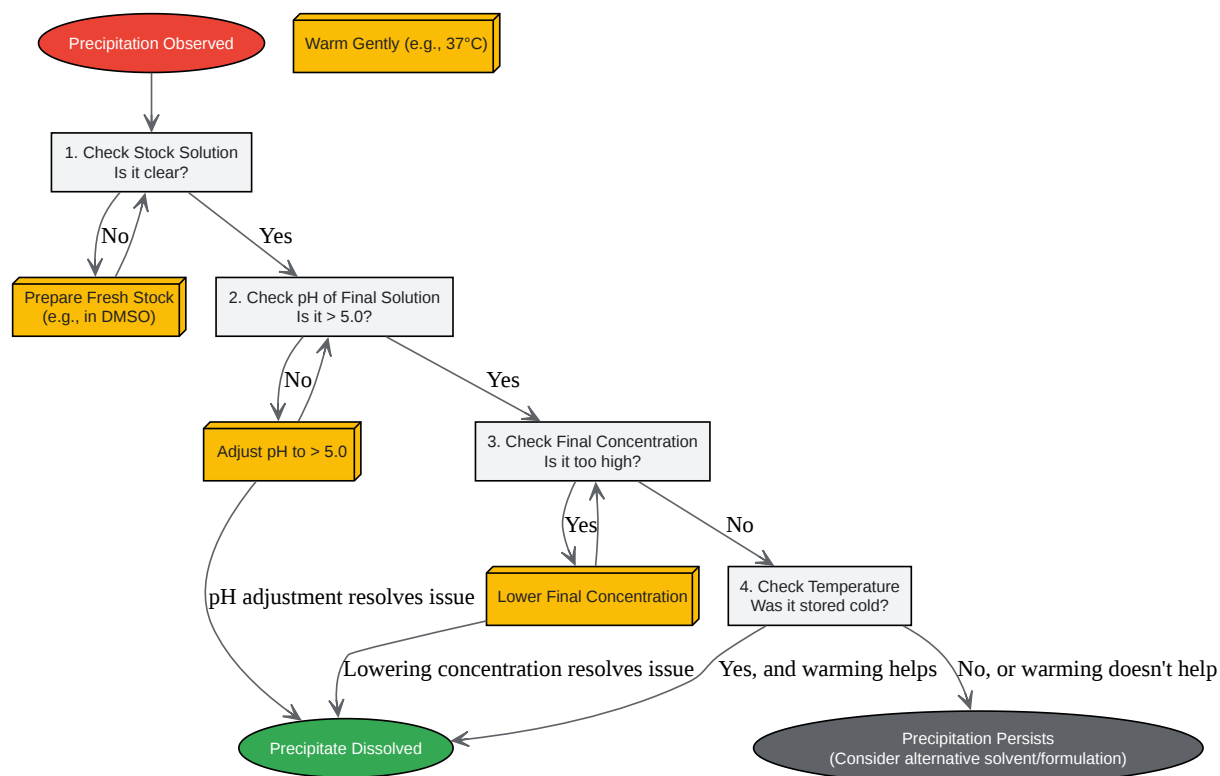 Precipitation Observed
Warm Gently (e.g., 37°C)
1. Check Stock Solution
Is it clear?
No
Yes
Prepare Fresh Stock
(e.g., in DMSO)
2. Check pH of Final Solution
Is it > 5.0?
No
Yes
Adjust pH to > 5.0
3. Check Final Concentration
Is it too high?
Yes
No
pH adjustment resolves issue
Lower Final Concentration
4. Check Temperature
Was it stored cold?
Lowering concentration resolves issue
Yes, and warming helps
No, or warming doesn't help
Precipitate Dissolved
Precipitation Persists
(Consider alternative solvent/formulation)